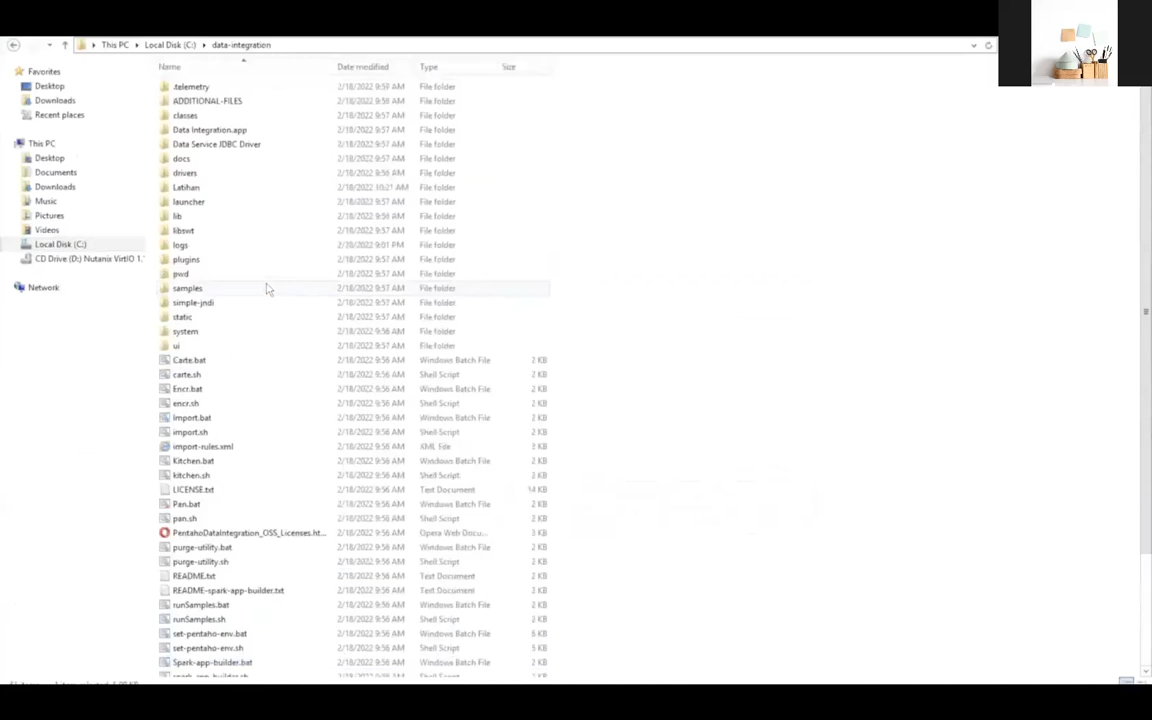 This PC Local Disk (C:) data-integration
Name Date modified Type Size
Favorites
Desktop
Downloads
Recent places
This PC
Desktop
Documents
Downloads
Music
Pictures
Videos
Local Disk (C:)
CD Drive (D:) Nutanix VirtIO 1.
Network
.telemetry 2/18/2022 9:59 AM File folder
ADDITIONAL-FILES 2/18/2022 9:56 AM File folder
classes 2/18/2022 9:57 AM File folder
Data Integration.app 2/18/2022 9:57 AM File folder
Data Service JDBC Driver 2/18/2022 9:57 AM File folder
docs 2/18/2022 9:57 AM File folder
drivers 2/18/2022 9:56 AM File folder
Latihan 2/18/2022 10:21 AM File folder
launcher 2/18/2022 9:57 AM File folder
lib 2/18/2022 9:56 AM File folder
libswt 2/18/2022 9:57 AM File folder
logs 2/20/2022 9:01 PM File folder
plugins 2/18/2022 9:57 AM File folder
pwd 2/18/2022 9:57 AM File folder
samples 2/18/2022 9:57 AM File folder
simple-jndi 2/18/2022 9:57 AM File folder
static 2/18/2022 9:57 AM File folder
system 2/18/2022 9:56 AM File folder
ui 2/18/2022 9:57 AM File folder
Carte.bat 2/18/2022 9:56 AM Windows Batch File 2 KB
carte.sh 2/18/2022 9:56 AM Shell Script 2 KB
Encr.bat 2/18/2022 9:56 AM Windows Batch File 2 KB
encr.sh 2/18/2022 9:56 AM Shell Script 2 KB
Import.bat 2/18/2022 9:56 AM Windows Batch File 2 KB
import.sh 2/18/2022 9:56 AM Shell Script 2 KB
import-rules.xml 2/18/2022 9:56 AM XML File KB
Kitchen.bat 2/18/2022 9:56 AM Windows Batch File 2 KB
kitchen.sh 2/18/2022 9:56 AM Shell Script 2 KB
LICENSE.txt 2/18/2022 9:56 AM Text Document 14 KB
Pan.bat 2/18/2022 9:56 AM Windows Batch File 2 KB
pan.sh 2/18/2022 9:56 AM Shell Script 2 KB
PentahoDataIntegration_OSS_Licenses.ht... 2/18/2022 9:56 AM Opera Web Docu... 3 KB
purge-utility.bat 2/18/2022 9:56 AM Windows Batch File 2 KB
purge-utility.sh 2/18/2022 9:56 AM Shell Script 2 KB
README.txt 2/18/2022 9:56 AM Text Document 2 KB
README-spark-app-builder.txt 2/18/2022 9:56 AM Text Document 2 KB
runSamples.bat 2/18/2022 9:56 AM Windows Batch File 2 KB
runSamples.sh 2/18/2022 9:56 AM Shell Script 2 KB
set-pentaho-env.bat 2/18/2022 9:56 AM Windows Batch File 6 KB
set-pentaho-env.sh 2/18/2022 9:56 AM Shell Script 5 KB
Spark-app-builder.bat 2/18/2022 9:56 AM Windows Batch File 2 KB